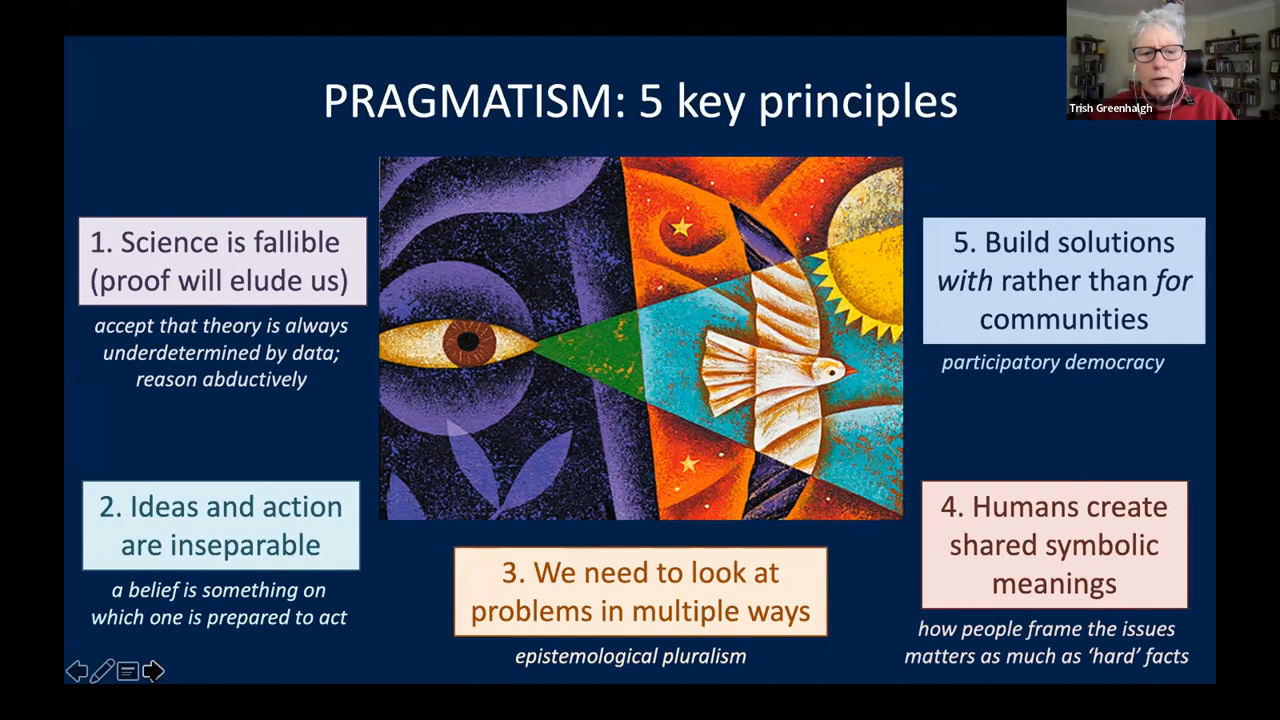 PRAGMATISM: 5 key principles
Trish Greenhalgh
1. Science is fallible
(proof will elude us)
accept that theory is always
underdetermined by data;
reason abductively
2. Ideas and action
are inseparable
a belief is something on
which one is prepared to act
3. We need to look at
problems in multiple ways
epistemological pluralism
4. Humans create
shared symbolic
meanings
how people frame the issues
matters as much as ‘hard’ facts
5. Build solutions
with rather than for
communities
participatory democracy